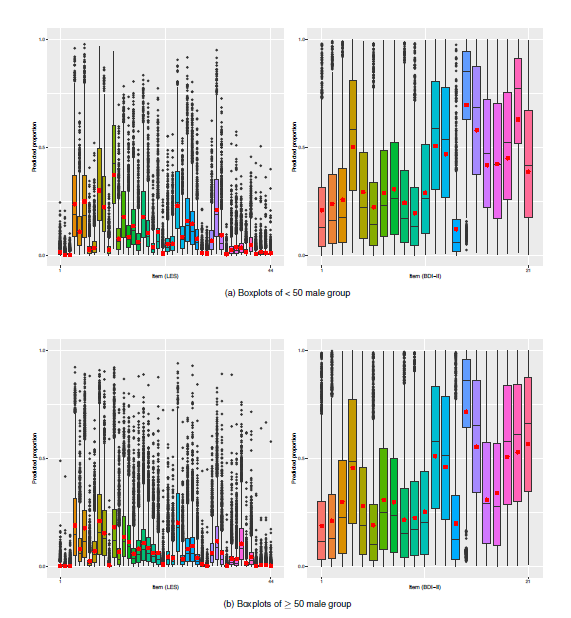 1.0
0.5
0.0
Predicted proportion
1
44
Item (LES)
1.0
0.5
0.0
Predicted proportion
1
21
Item (BDI-II)
(a) Boxplots of < 50 male group
1.0
0.5
0.0
Predicted proportion
1
44
Item (LES)
1.0
0.5
0.0
Predicted proportion
1
21
Item (BDI-II)
(b) Boxplots of ≥ 50 male group